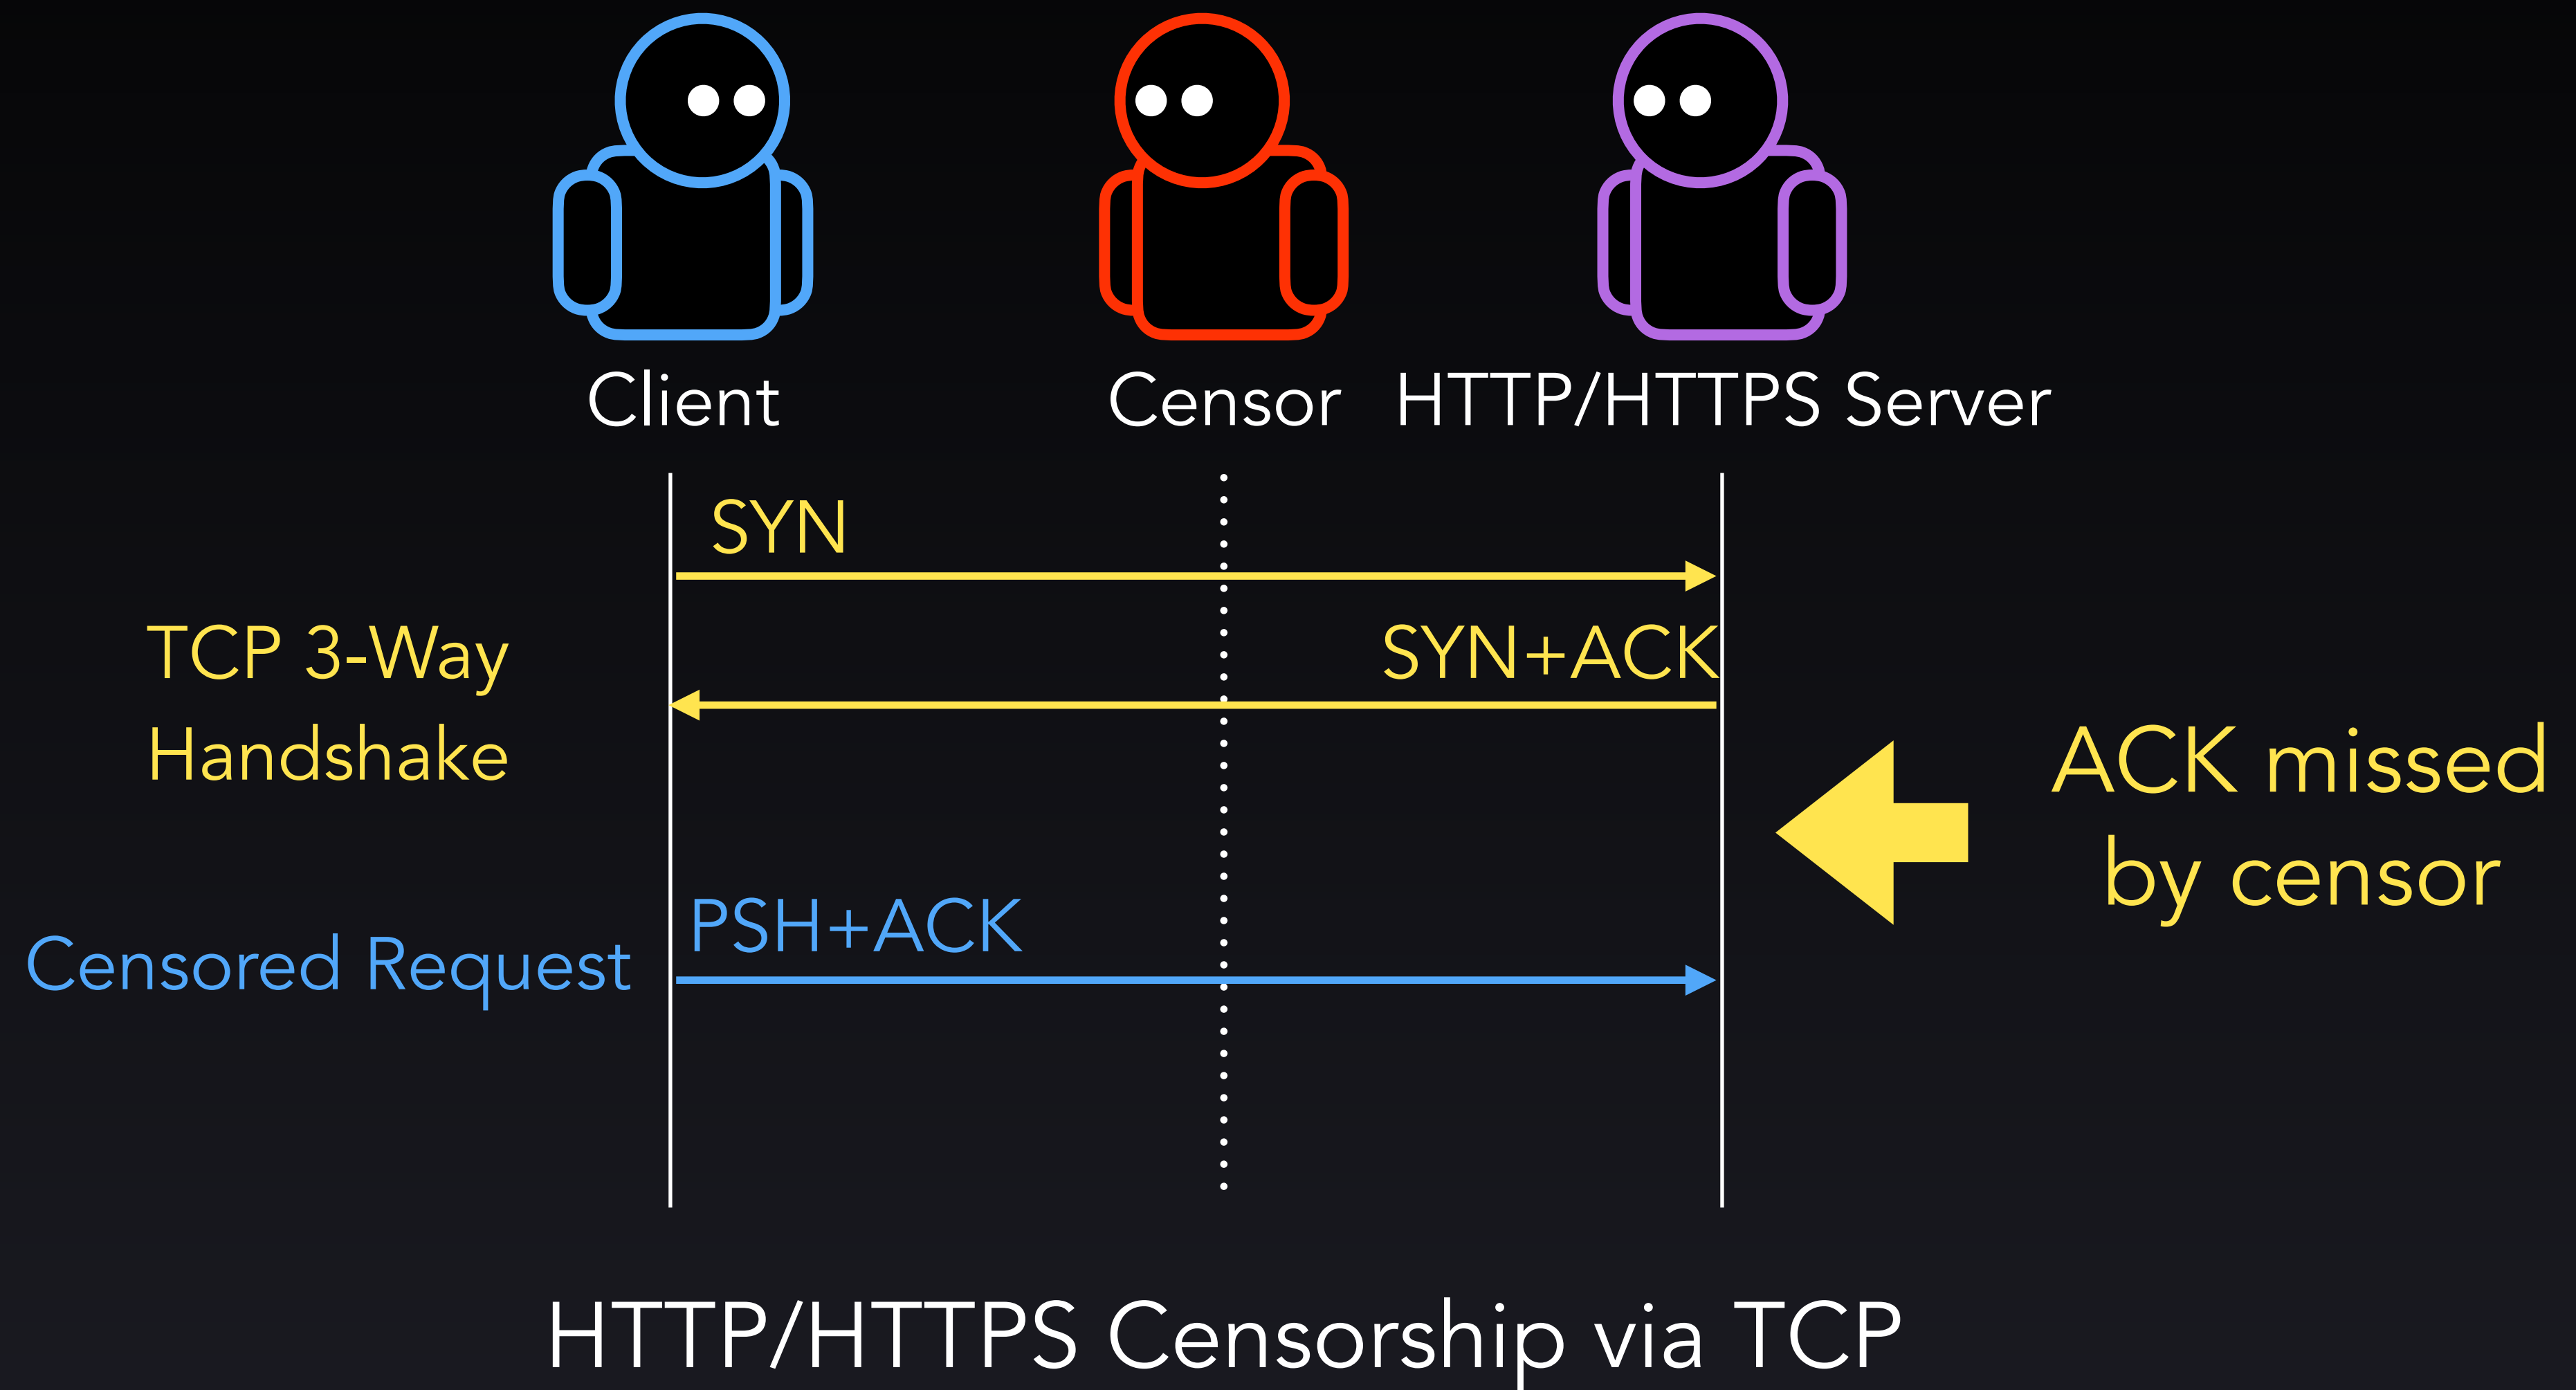 Client
Censor
HTTP/HTTPS Server
SYN
TCP 3-Way
Handshake
SYN+ACK
ACK missed
by censor
PSH+ACK
Censored Request
HTTP/HTTPS Censorship via TCP